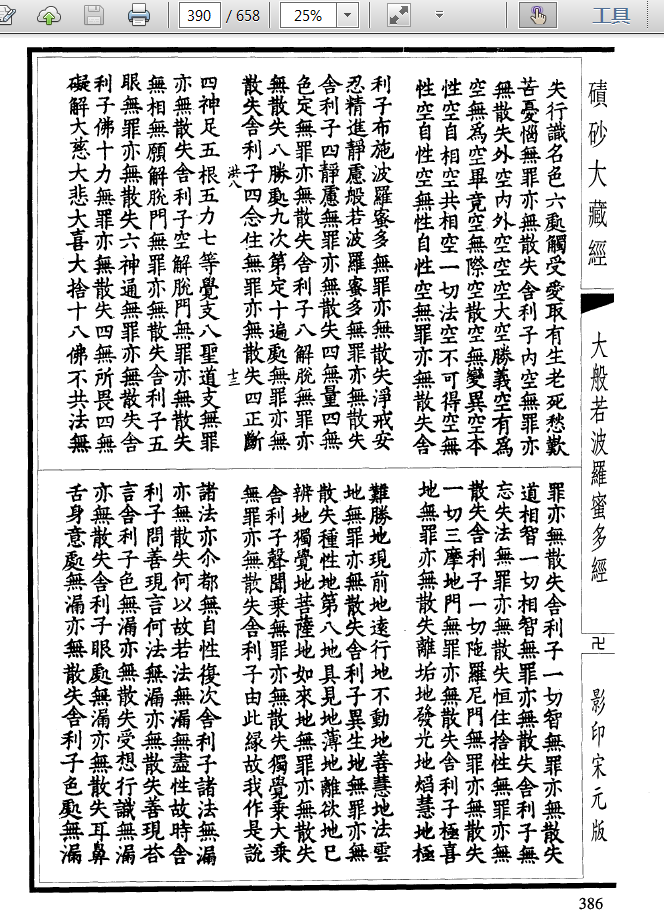 390 / 658
25%
工具
磧砂大藏經
大般若波羅蜜多經
卍
影印宋元版
失行識名色六處觸受愛取有生老死愁歎
苦憂惱無罪亦無散失舍利子內空無罪亦
無散失外空內外空空空大空勝義空有為
空無為空畢竟空無際空散空無變異空本
性空自相空共相空一切法空不可得空無
性空自性空無性自性空無罪亦無散失舍
利子布施波羅蜜多無罪亦無散失淨戒安
忍精進靜慮般若波羅蜜多無罪亦無散失
舍利子四靜慮無罪亦無散失四無量四無
色定無罪亦無散失舍利子八解脫無罪亦
無散失八勝處九次第定十遍處無罪亦無
散失舍利子四念住無罪亦無散失四正斷
洪八
十三
四神足五根五力七等覺支八聖道支無罪
亦無散失舍利子空解脫門無罪亦無散失
無相無願解脫門無罪亦無散失舍利子五
眼無罪亦無散失六神通無罪亦無散失舍
利子佛十力無罪亦無散失四無所畏四無
礙解大慈大悲大喜大捨十八佛不共法無
罪亦無散失舍利子一切智無罪亦無散失
道相智一切相智無罪亦無散失舍利子無
忘失法無罪亦無散失恒住捨性無罪亦無
散失舍利子一切陁羅尼門無罪亦無散失
一切三摩地門無罪亦無散失舍利子極喜
地無罪亦無散失離垢地發光地焰慧地極
難勝地現前地遠行地不動地善慧地法雲
地無罪亦無散失舍利子異生地無罪亦無
散失種性地第八地具見地薄地離欲地已
辨地獨覺地菩薩地如來地無罪亦無散失
舍利子聲聞乘無罪亦無散失獨覺乘大乘
無罪亦無散失舍利子由此緣故我作是說
諸法亦尒都無自性復次舍利子諸法無漏
亦無散失何以故若法無漏無盡性故時舍
利子問善現言何法無漏亦無散失善現荅
言舍利子色無漏亦無散失受想行識無漏
亦無散失舍利子眼處無漏亦無散失耳鼻
舌身意處無漏亦無散失舍利子色處無漏
386